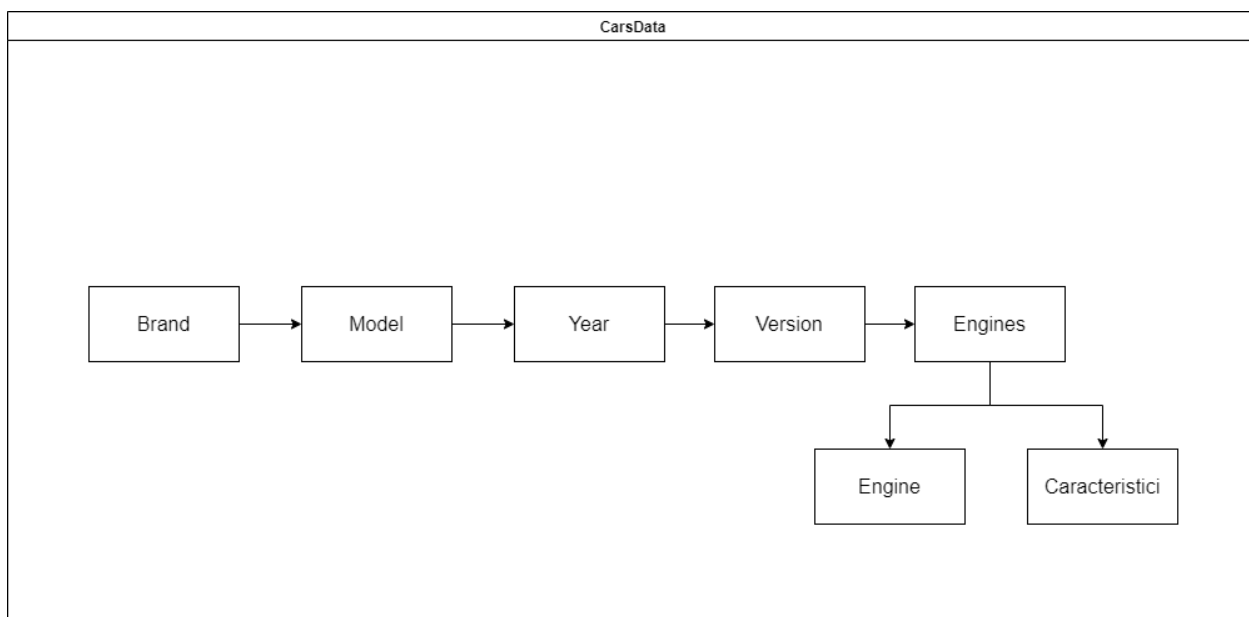 CarsData
Brand
Model
Year
Version
Engines
Engine
Caracteristici